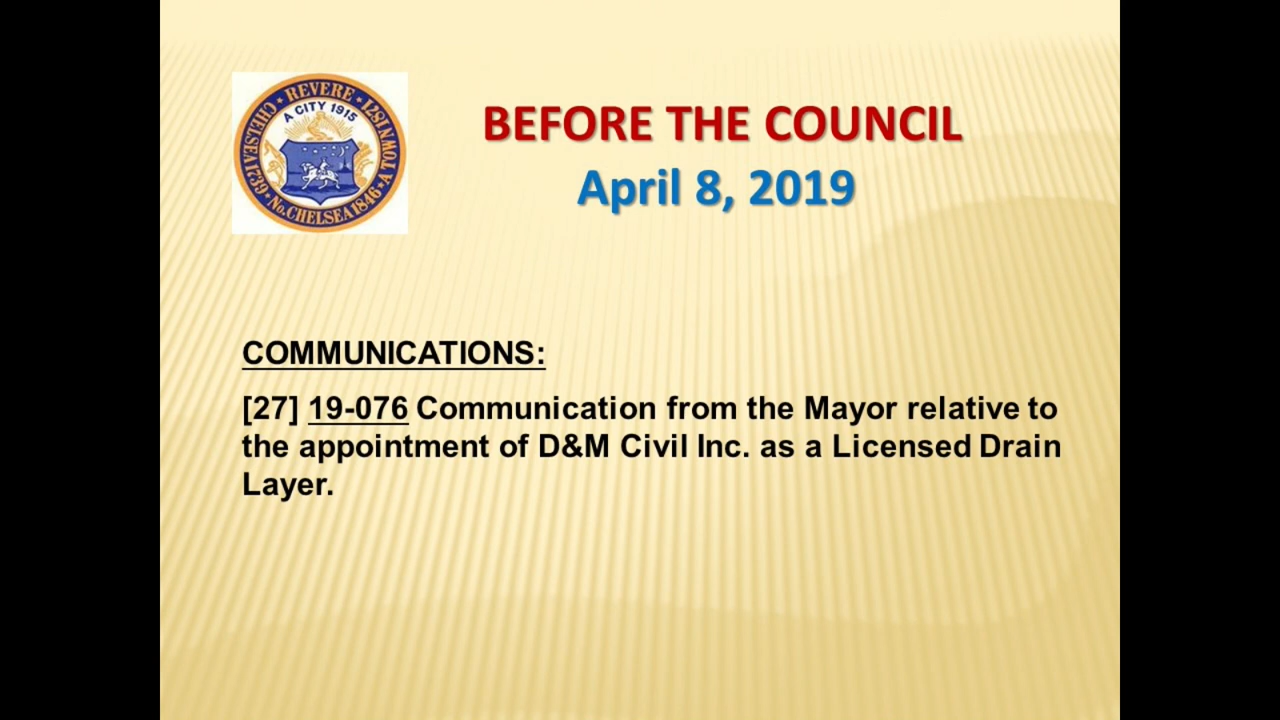 REVERE
A CITY 1915
CHELSEA 1739
A TOWN 1871
No. CHELSEA 1846
BEFORE THE COUNCIL
April 8, 2019
COMMUNICATIONS:
[27] 19-076 Communication from the Mayor relative to
the appointment of D&M Civil Inc. as a Licensed Drain
Layer.